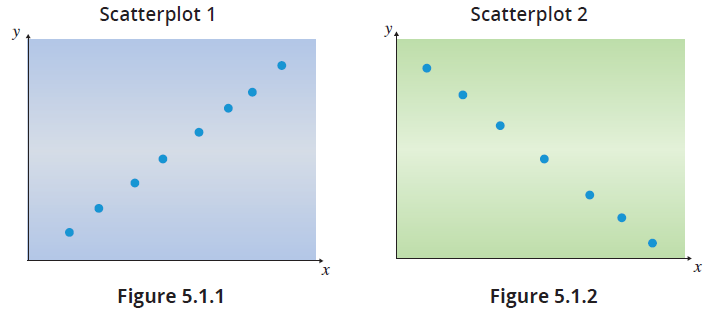 Scatterplot 1
y
x
Figure 5.1.1
Scatterplot 2
y
x
Figure 5.1.2